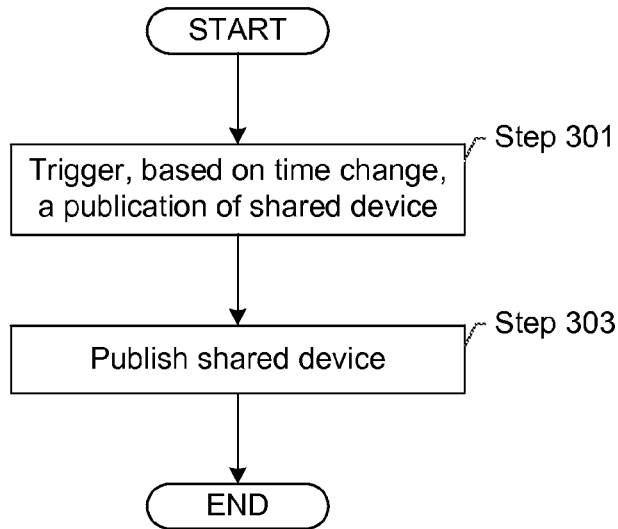 START
Step 301
Trigger, based on time change,
a publication of shared device
Step 303
Publish shared device
END